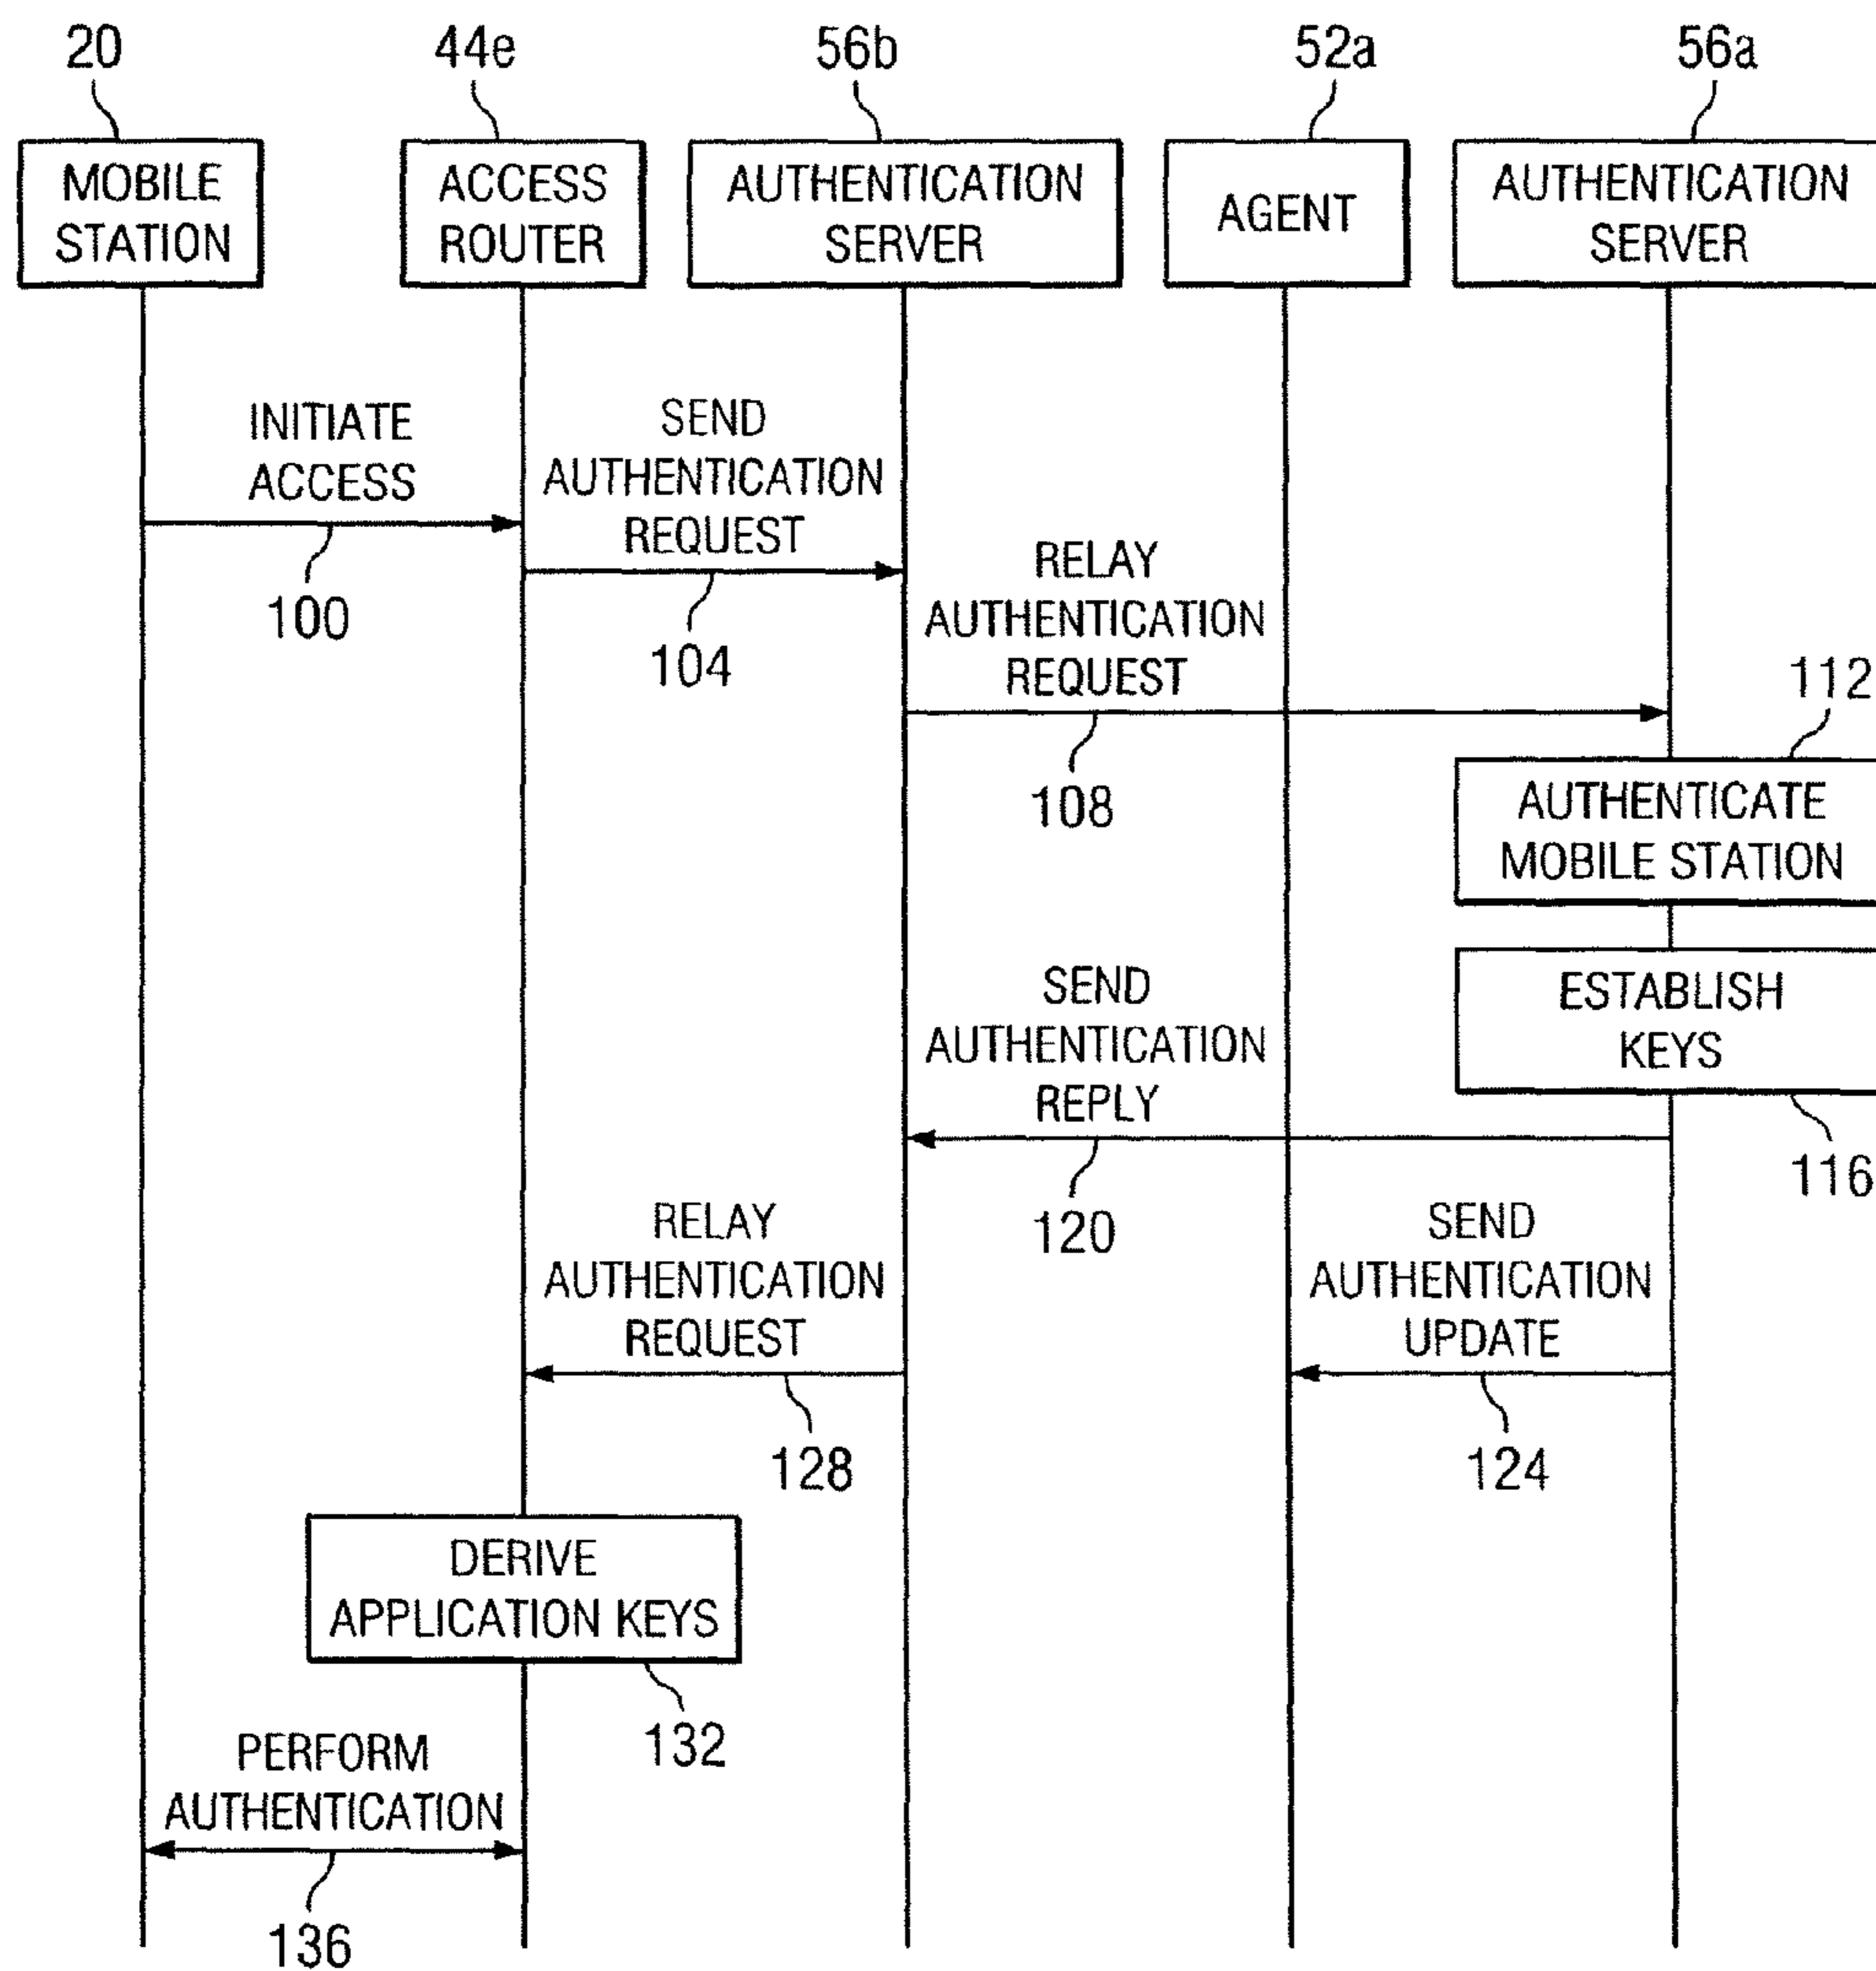 20
44e
56b
52a
56a
MOBILE
STATION
ACCESS
ROUTER
AUTHENTICATION
SERVER
AGENT
AUTHENTICATION
SERVER
INITIATE
ACCESS
100
SEND
AUTHENTICATION
REQUEST
104
RELAY
AUTHENTICATION
REQUEST
108
112
AUTHENTICATE
MOBILE STATION
ESTABLISH
KEYS
116
SEND
AUTHENTICATION
REPLY
120
SEND
AUTHENTICATION
UPDATE
124
RELAY
AUTHENTICATION
REQUEST
128
DERIVE
APPLICATION KEYS
132
PERFORM
AUTHENTICATION
136